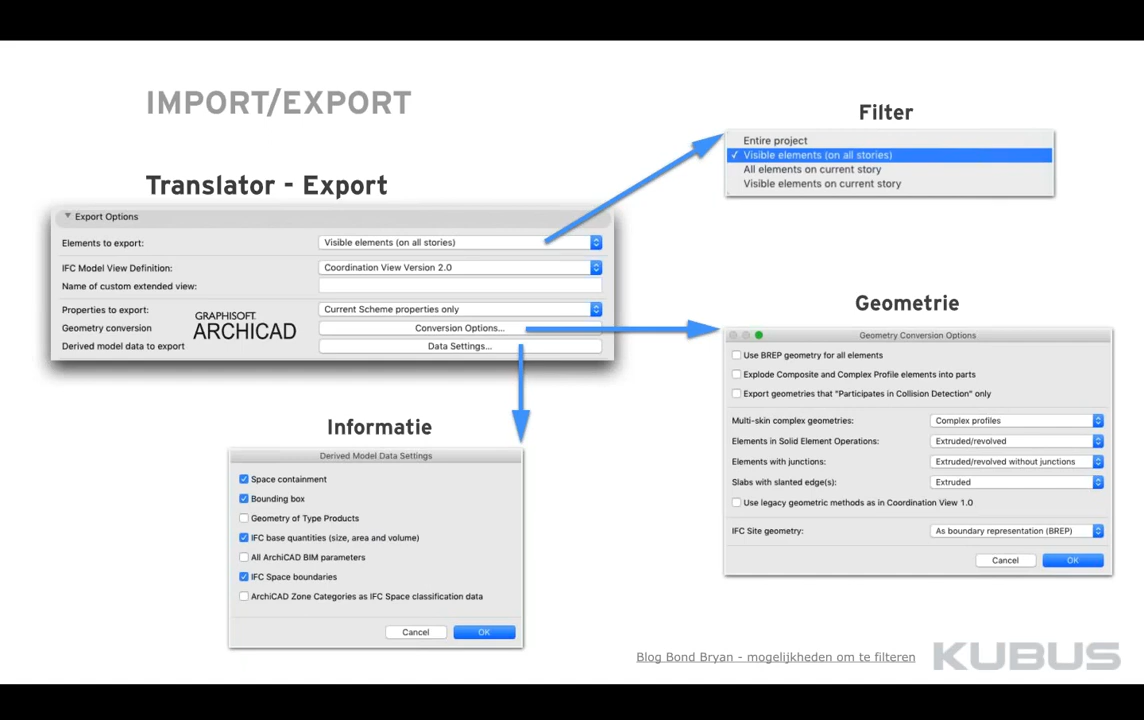 IMPORT/EXPORT
Translator - Export
Export Options
Elements to export: Visible elements (on all stories)
IFC Model View Definition: Coordination View Version 2.0
Name of custom extended view:
Properties to export: Current Scheme properties only
Geometry conversion Conversion Options...
Derived model data to export Data Settings...
GRAPHISOFT.
ARCHICAD
Filter
Entire project
✓ Visible elements (on all stories)
All elements on current story
Visible elements on current story
Geometrie
Geometry Conversion Options
Use BREP geometry for all elements
Explode Composite and Complex Profile elements into parts
Export geometries that "Participates in Collision Detection" only
Multi-skin complex geometries: Complex profiles
Elements in Solid Element Operations: Extruded/revolved
Elements with junctions: Extruded/revolved without junctions
Slabs with slanted edge(s): Extruded
Use legacy geometric methods as in Coordination View 1.0
IFC Site geometry: As boundary representation (BREP)
Cancel OK
Informatie
Derived Model Data Settings
Space containment
Bounding box
Geometry of Type Products
IFC base quantities (size, area and volume)
All ArchiCAD BIM parameters
IFC Space boundaries
ArchiCAD Zone Categories as IFC Space classification data
Cancel OK
Blog Bond Bryan - mogelijkheden om te filteren
KUBUS